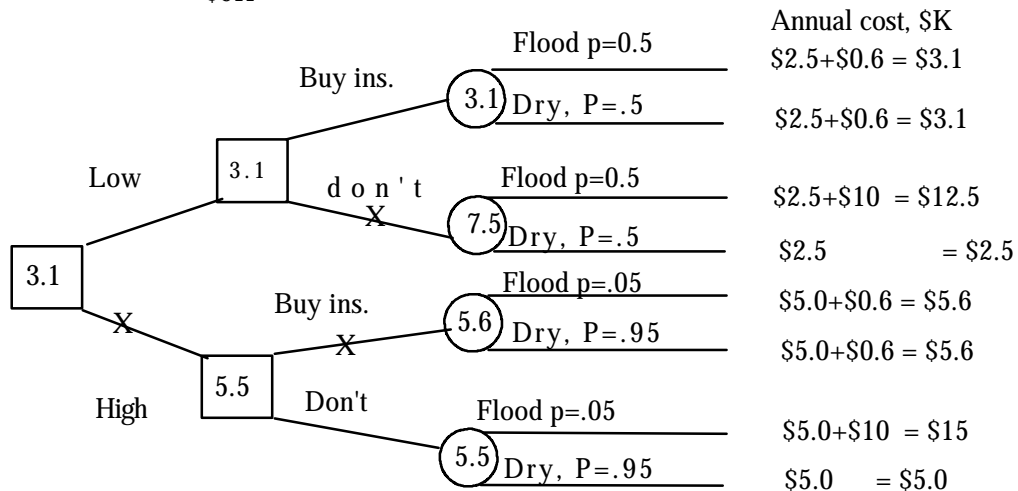 Annual cost, $K
Flood p=0.5
$2.5+$0.6 = $3.1
Buy ins.
3.1
Dry, P=.5
$2.5+$0.6 = $3.1
Low
3.1
don't
X
Flood p=0.5
$2.5+$10 = $12.5
7.5
Dry, P=.5
$2.5 = $2.5
3.1
Flood p=.05
Buy ins.
$5.0+$0.6 = $5.6
X
X
5.6
Dry, P=.95
$5.0+$0.6 = $5.6
5.5
High
Don't
Flood p=.05
$5.0+$10 = $15
5.5
Dry, P=.95
$5.0 = $5.0